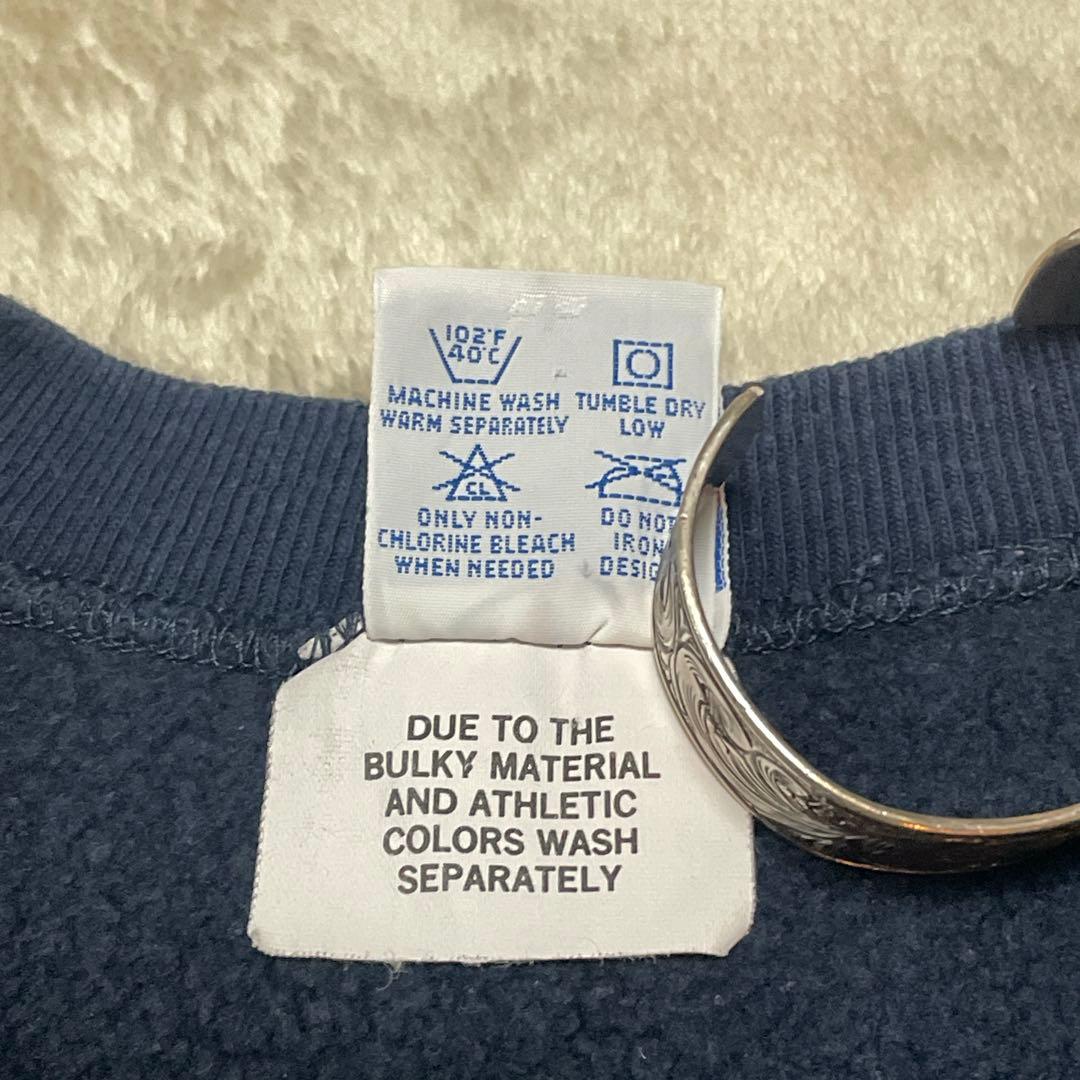 102°F
40°C
MACHINE WASH
WARM SEPARATELY
TUMBLE DRY
LOW
CL
ONLY NON-
CHLORINE BLEACH
WHEN NEEDED
DO NOT
IRON
DUE TO THE
BULKY MATERIAL
AND ATHLETIC
COLORS WASH
SEPARATELY